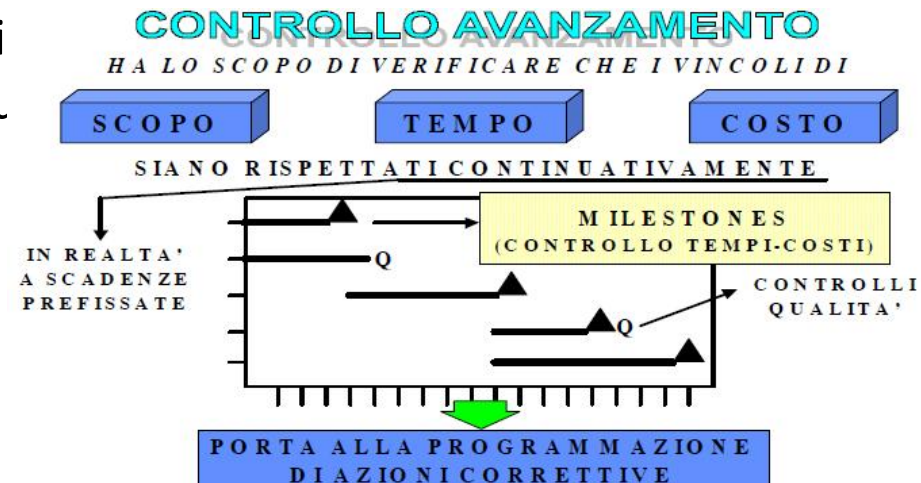 CONTROLLO AVANZAMENTO
HA LO SCOPO DI VERIFICARE CHE I VINCOLI DI
SCOPO
TEMPO
COSTO
SIANO RISPETTATI CONTINUATIVAMENTE
MILESTONES
(CONTROLLO TEMPI-COSTI)
IN REALTA'
A SCADENZE
PREFISSATE
Q
CONTROLLI
QUALITA'
Q
PORTA ALLA PROGRAMMAZIONE
DI AZIONI CORRETTIVE